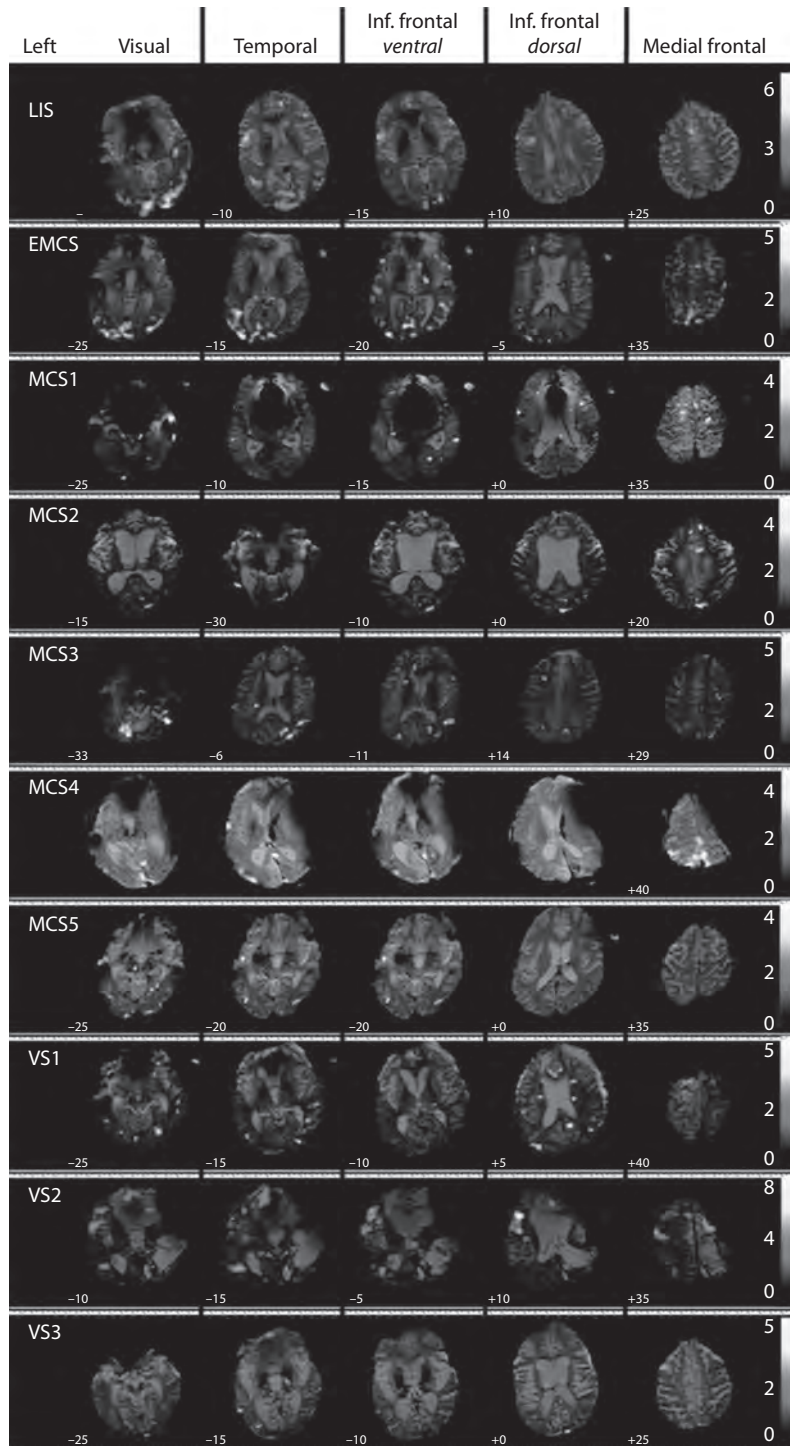 Left Visual Temporal Inf. frontal ventral Inf. frontal dorsal Medial frontal
LIS
6
3
0
– –10 –15 +10 +25
EMCS
5
2
0
–25 –15 –20 –5 +35
MCS1
4
2
0
–25 –10 –15 +0 +35
MCS2
4
2
0
–15 –30 –10 +0 +20
MCS3
5
2
0
–33 –6 –11 +14 +29
MCS4
4
2
0
+40
MCS5
4
2
0
–25 –20 –20 +0 +35
VS1
5
2
0
–25 –15 –10 +5 +40
VS2
8
4
0
–10 –15 –5 +10 +35
VS3
5
2
0
–25 –15 –10 +0 +25